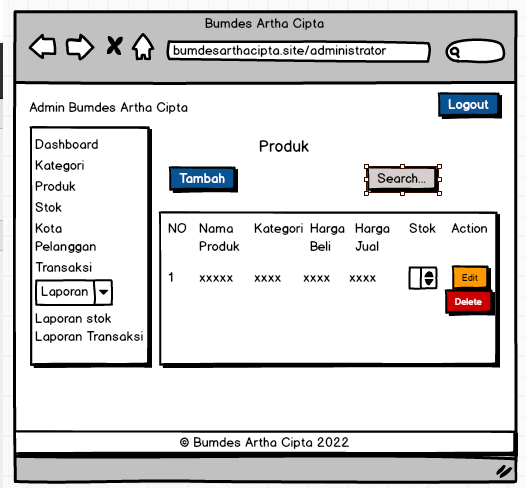 Bumdes Artha Cipta
bumdesarthacipta.site/administrator
Admin Bumdes Artha Cipta
Logout
Dashboard
Kategori
Produk
Stok
Kota
Pelanggan
Transaksi
Laporan
Laporan stok
Laporan Transaksi
Produk
Tambah
Search...
NO Nama Produk Kategori Harga Beli Harga Jual Stok Action
1 xxxxx xxxx xxxx xxxx Edit
Delete
© Bumdes Artha Cipta 2022